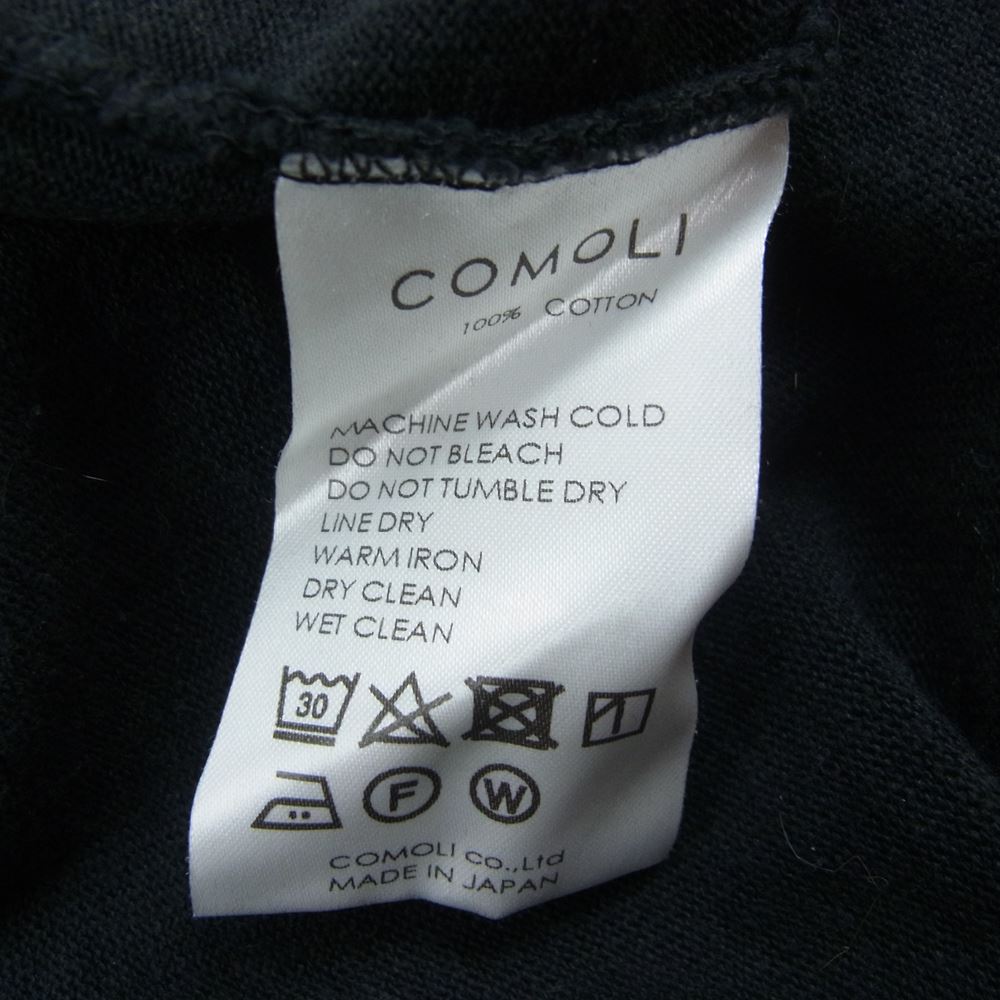 COMOLI
100% COTTON
MACHINE WASH COLD
DO NOT BLEACH
DO NOT TUMBLE DRY
LINE DRY
WARM IRON
DRY CLEAN
WET CLEAN
30
F W
COMOLI CO.,Ltd
MADE IN JAPAN